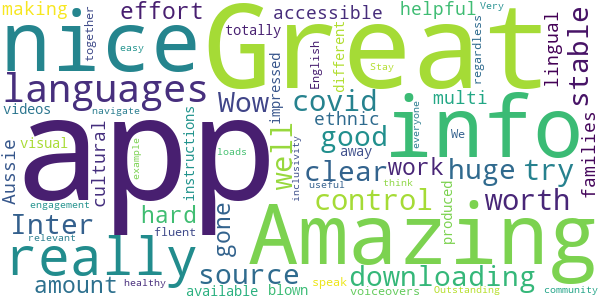 making
effort
accessible
helpful
Very
nice
Great
together
easy
totally
English
different
Stay
regardless
lingual
stable
languages
Wow
impressed
covid
multi
info
videos
navigate
ethnic
app
cultural
visual
example
instructions
loads
well
good
away
everyone
We
families
Aussie
inclusivity
clear
work
huge
try
useful
think
engagement
hard
gone
control
produced
worth
Inter
fluent
Amazing
relevant
really
source
downloading
amount
healthy
available
blown
voiceovers
speak
Outstanding
community